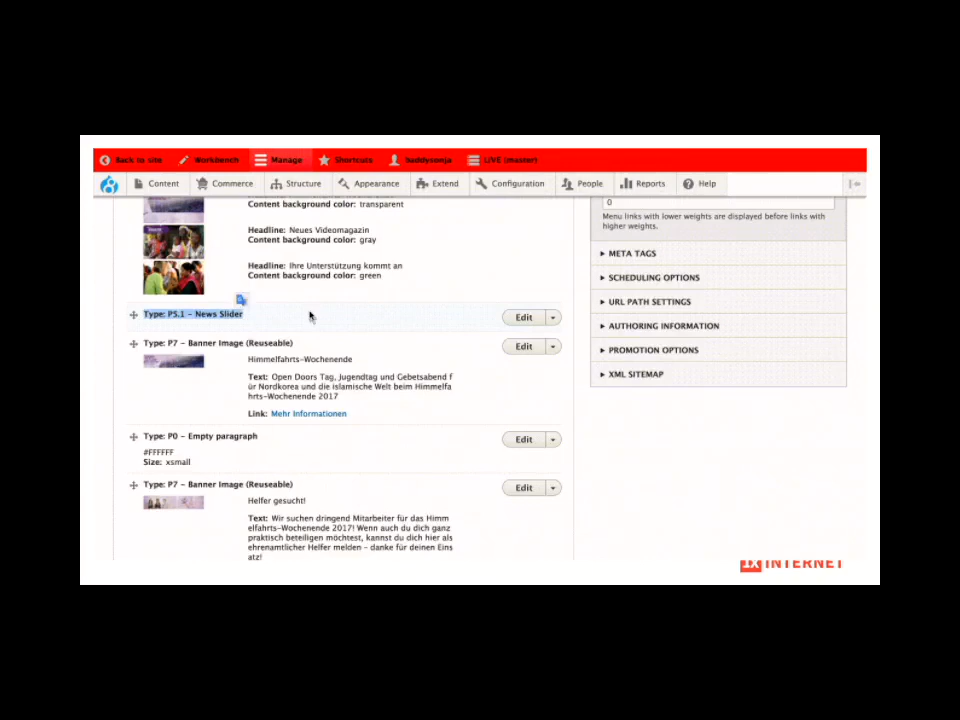 Back to site Workbench Manage Shortcuts baddysonja LIVE (master)
Content Commerce Structure Appearance Extend Configuration People Reports Help
Content background color: transparent
Headline: Neues Videomagazin
Content background color: gray
Headline: Ihre Unterstützung kommt an
Content background color: green
Type: P5.1 - News Slider
Edit
Type: P7 - Banner Image (Reuseable)
Edit
Himmelfahrts-Wochenende
Text: Open Doors Tag, Jugendtag und Gebetsabend f
ür Nordkorea und die islamische Welt beim Himmelfa
hrts-Wochenende 2017
Link: Mehr Informationen
Type: P0 - Empty paragraph
Edit
#FFFFFF
Size: xsmall
Type: P7 - Banner Image (Reuseable)
Edit
Helfer gesucht!
Text: Wir suchen dringend Mitarbeiter für das Himm
elfahrts-Wochenende 2017! Wenn auch du dich ganz
praktisch beteiligen möchtest, kannst du dich hier als
ehrenamtlicher Helfer melden - danke für deinen Eins
atz!
0
Menu links with lower weights are displayed before links with
higher weights.
META TAGS
SCHEDULING OPTIONS
URL PATH SETTINGS
AUTHORING INFORMATION
PROMOTION OPTIONS
XML SITEMAP
1X INTERNET